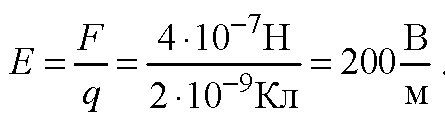 E = F/q = 4·10⁻⁷Н / 2·10⁻⁹Кл = 200 В/м .